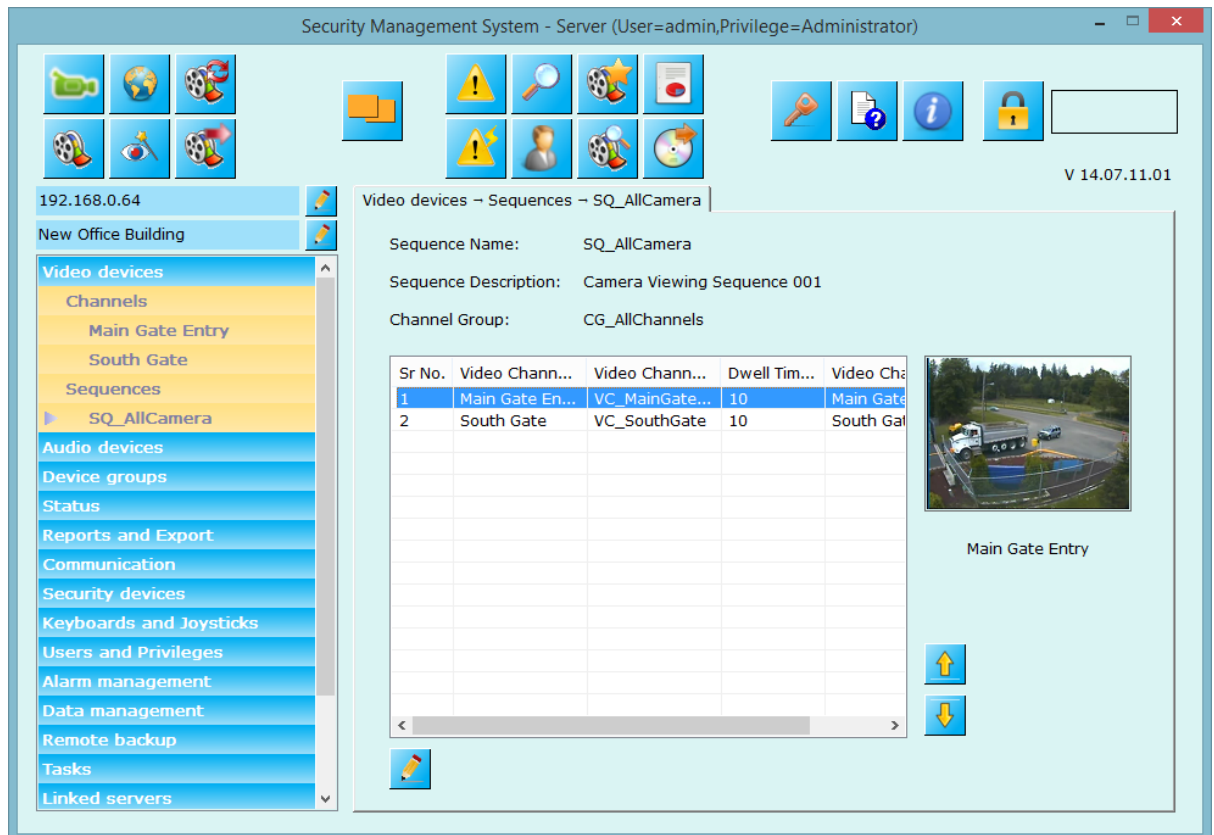 Security Management System - Server (User=admin,Privilege=Administrator)
V 14.07.11.01
192.168.0.64
New Office Building
Video devices
Channels
Main Gate Entry
South Gate
Sequences
SQ_AllCamera
Audio devices
Device groups
Status
Reports and Export
Communication
Security devices
Keyboards and Joysticks
Users and Privileges
Alarm management
Data management
Remote backup
Tasks
Linked servers
Video devices → Sequences → SQ_AllCamera
Sequence Name: SQ_AllCamera
Sequence Description: Camera Viewing Sequence 001
Channel Group: CG_AllChannels
Sr No. Video Chann... Video Chann... Dwell Tim... Video Cha
1 Main Gate En... VC_MainGate... 10 Main Gate
2 South Gate VC_SouthGate 10 South Gat
Main Gate Entry